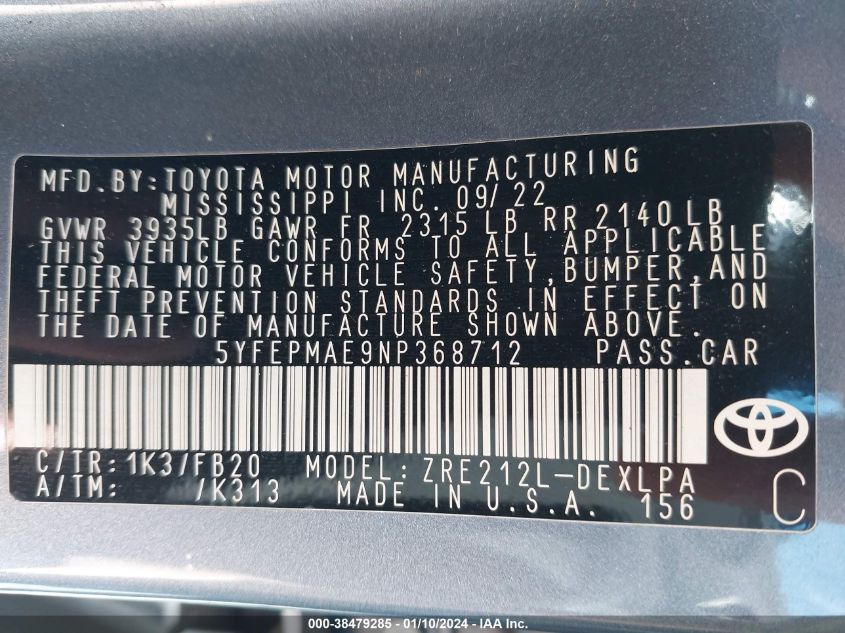 MFD. BY: TOYOTA MOTOR MANUFACTURING
MISSISSIPPI INC. 09/22
GVWR 3935LB GAWR FR 2315 LB RR 2140 LB
THIS VEHICLE CONFORMS TO ALL APPLICABLE
FEDERAL MOTOR VEHICLE SAFETY, BUMPER, AND
THEFT PREVENTION STANDARDS IN EFFECT ON
THE DATE OF MANUFACTURE SHOWN ABOVE.
5YFEPMAE9NP368712 PASS. CAR
C/TR: 1K3/FB20 MODEL: ZRE212L-DEXLPA
A/TM: /K313 MADE IN U.S.A. 156 C
000-38479285 - 01/10/2024 - IAA Inc.